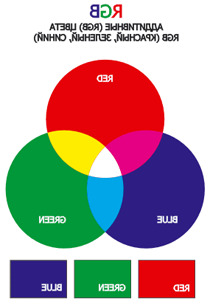 RGB
АДДИТИВНЫЕ (RGB) ЦВЕТА
RGB (КРАСНЫЙ, ЗЕЛЕНЫЙ, СИНИЙ)
RED
BLUE
GREEN
RED
GREEN
BLUE